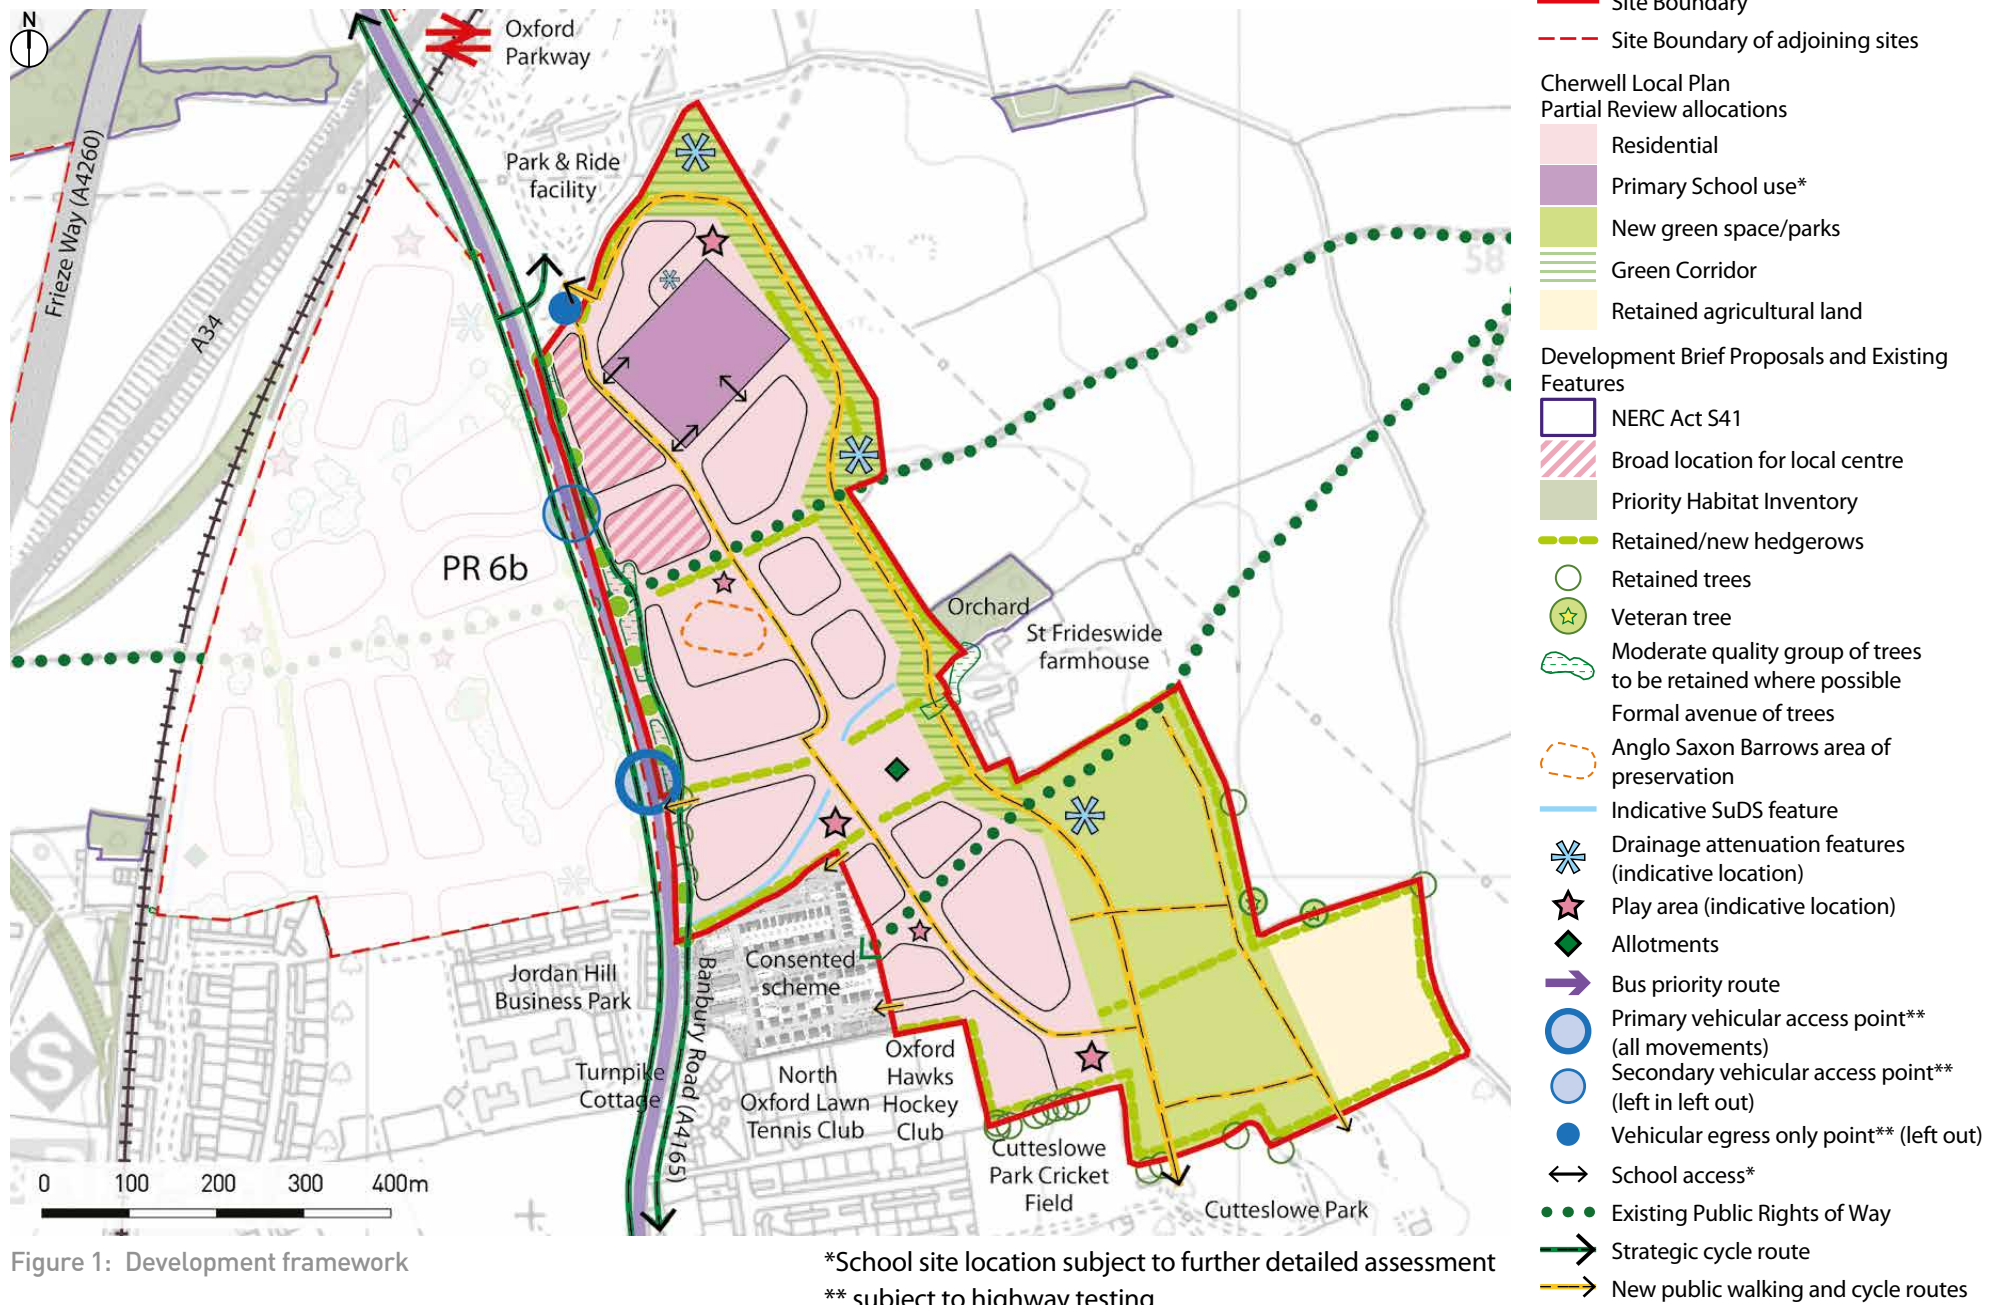 N
Oxford
Parkway
Frieze Way (A4260)
A34
Park & Ride
facility
58
PR 6b
Orchard
St Frideswide
farmhouse
Jordan Hill
Business Park
Banbury Road (A4165)
Consented
scheme
Turnpike
Cottage
North
Oxford Lawn
Tennis Club
Oxford
Hawks
Hockey
Club
Cutteslowe
Park Cricket
Field
Cutteslowe Park
S
0 100 200 300 400m
Figure 1: Development framework
*School site location subject to further detailed assessment
** subject to highway testing
Site Boundary
Site Boundary of adjoining sites
Cherwell Local Plan
Partial Review allocations
Residential
Primary School use*
New green space/parks
Green Corridor
Retained agricultural land
Development Brief Proposals and Existing
Features
NERC Act S41
Broad location for local centre
Priority Habitat Inventory
Retained/new hedgerows
Retained trees
Veteran tree
Moderate quality group of trees
to be retained where possible
Formal avenue of trees
Anglo Saxon Barrows area of
preservation
Indicative SuDS feature
Drainage attenuation features
(indicative location)
Play area (indicative location)
Allotments
Bus priority route
Primary vehicular access point**
(all movements)
Secondary vehicular access point**
(left in left out)
Vehicular egress only point** (left out)
School access*
Existing Public Rights of Way
Strategic cycle route
New public walking and cycle routes